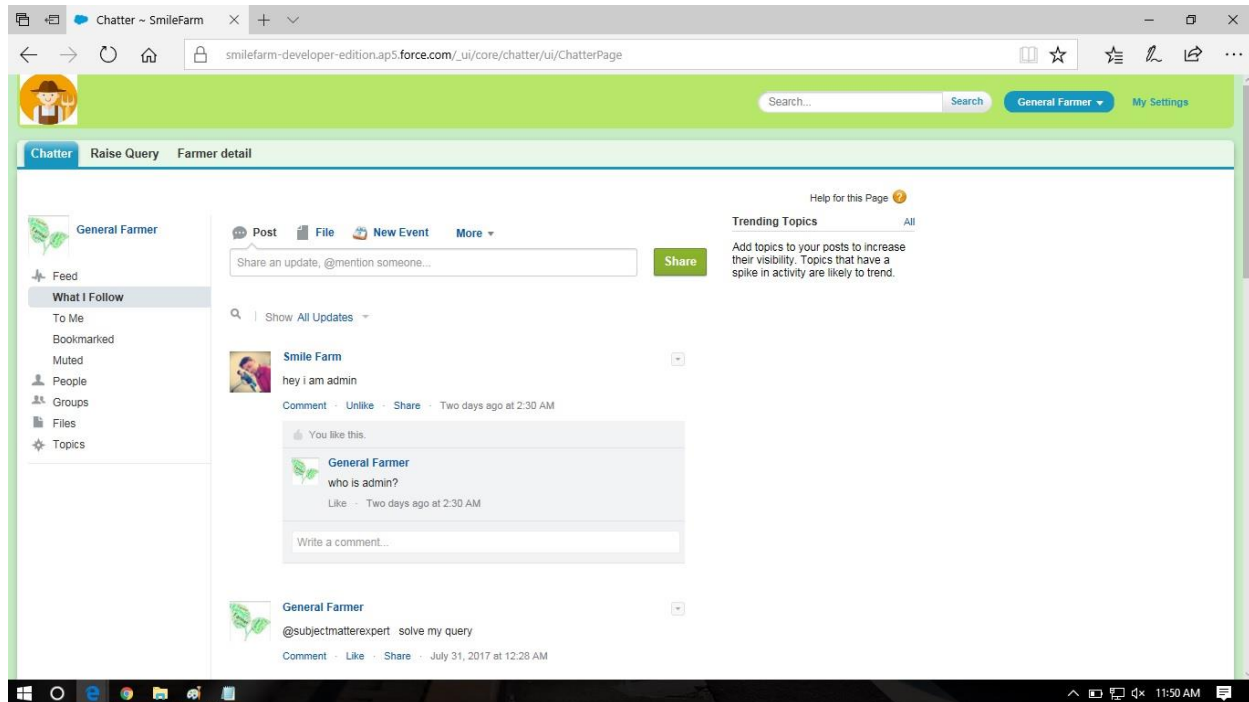 Chatter ~ SmileFarm
smilefarm-developer-edition.ap5.force.com/_ui/core/chatter/ui/ChatterPage
Search... Search General Farmer My Settings
Chatter Raise Query Farmer detail
Help for this Page
General Farmer
Feed
What I Follow
To Me
Bookmarked
Muted
People
Groups
Files
Topics
Post File New Event More
Share an update, @mention someone... Share
Show All Updates
Smile Farm
hey i am admin
Comment · Unlike · Share · Two days ago at 2:30 AM
You like this.
General Farmer
who is admin?
Like · Two days ago at 2:30 AM
Write a comment...
General Farmer
@subjectmatterexpert solve my query
Comment · Like · Share · July 31, 2017 at 12:28 AM
Trending Topics All
Add topics to your posts to increase
their visibility. Topics that have a
spike in activity are likely to trend.
11:50 AM